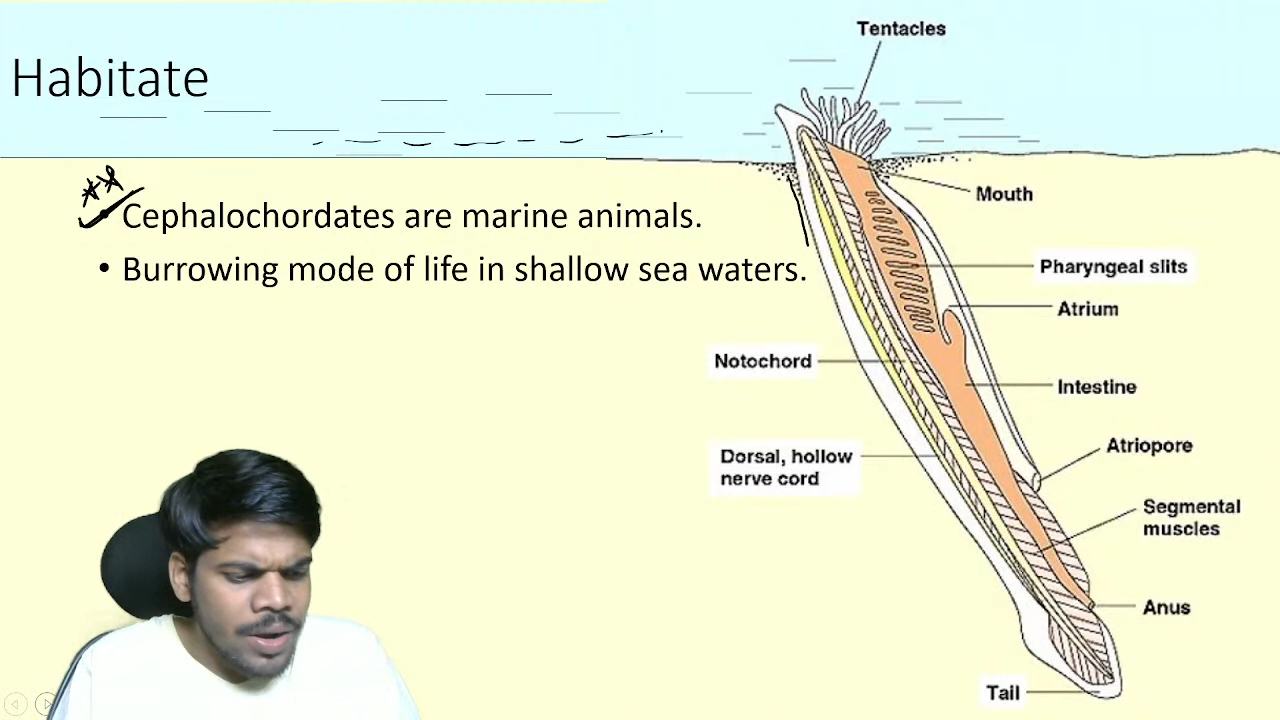 Habitate
Cephalochordates are marine animals.
• Burrowing mode of life in shallow sea waters.
Tentacles
Mouth
Pharyngeal slits
Atrium
Notochord
Intestine
Atriopore
Dorsal, hollow
nerve cord
Segmental
muscles
Anus
Tail